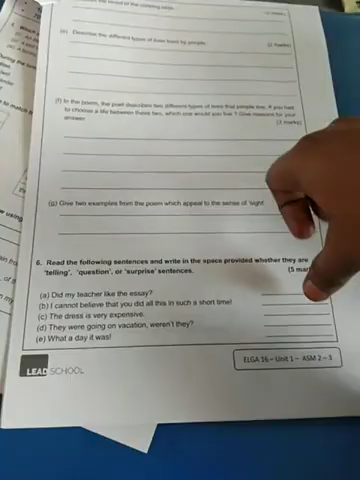 (e) Describe the different types of lives lived by people.
(2 marks)
(f) In the poem, the poet describes two different types of lives that people live. If you had
to choose a life between these two, which one would you live? Give reasons for your
answer.
(3 marks)
(g) Give two examples from the poem which appeal to the sense of 'sight'
6. Read the following sentences and write in the space provided whether they are
'telling', 'question', or 'surprise' sentences.
(5 mar
(a) Did my teacher like the essay?
(b) I cannot believe that you did all this in such a short time!
(c) The dress is very expensive.
(d) They were going on vacation, weren't they?
(e) What a day it was!
LEAD SCHOOL
ELGA 16 – Unit 1 – ASM 2 – 3